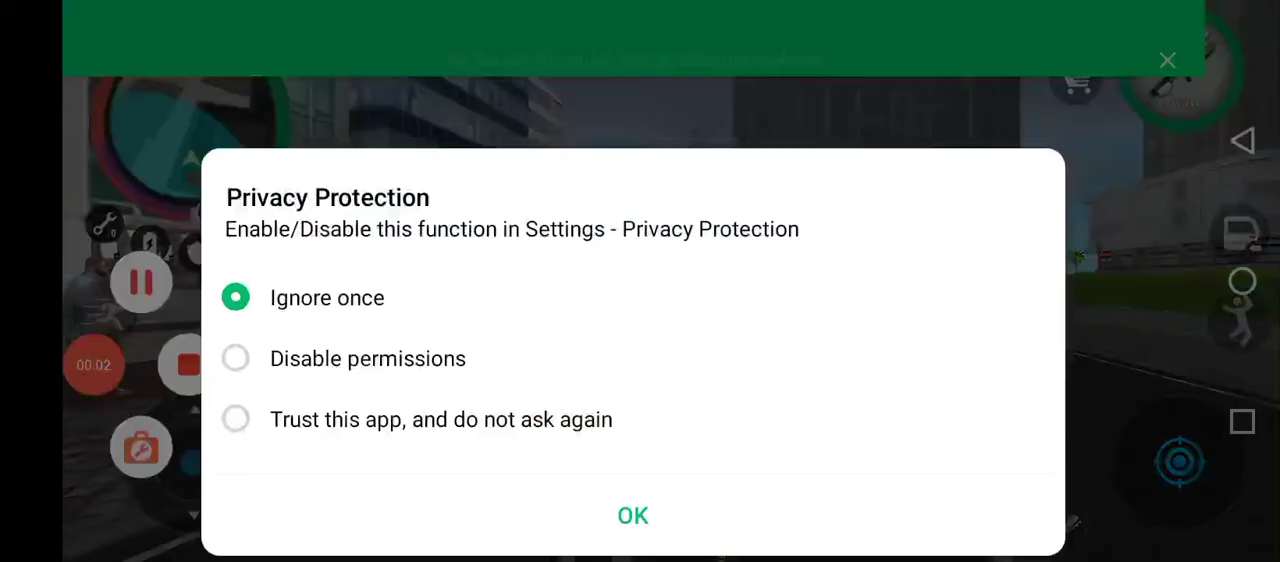 Privacy Protection
Enable/Disable this function in Settings - Privacy Protection
Ignore once
00:02
Disable permissions
Trust this app, and do not ask again
OK